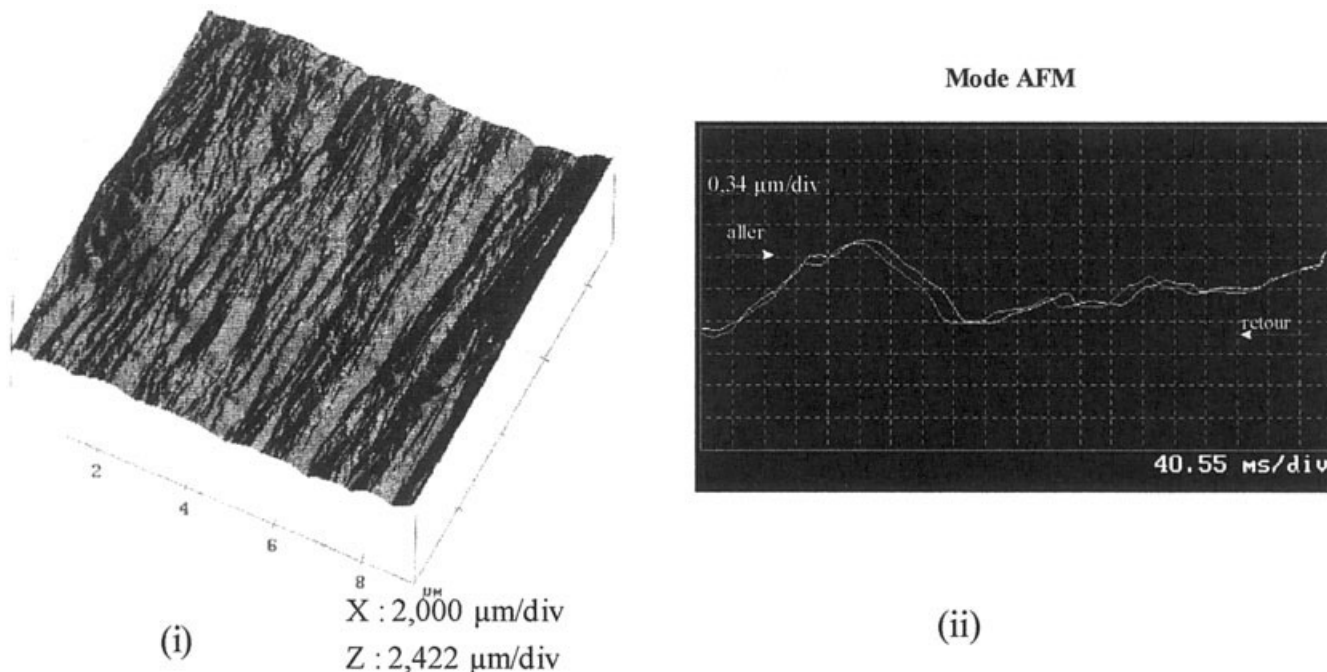 Mode AFM
0,34 µm/div
aller
retour
40.55 ms/div
2
4
6
8
µM
X : 2,000 µm/div
Z : 2,422 µm/div
(i)
(ii)